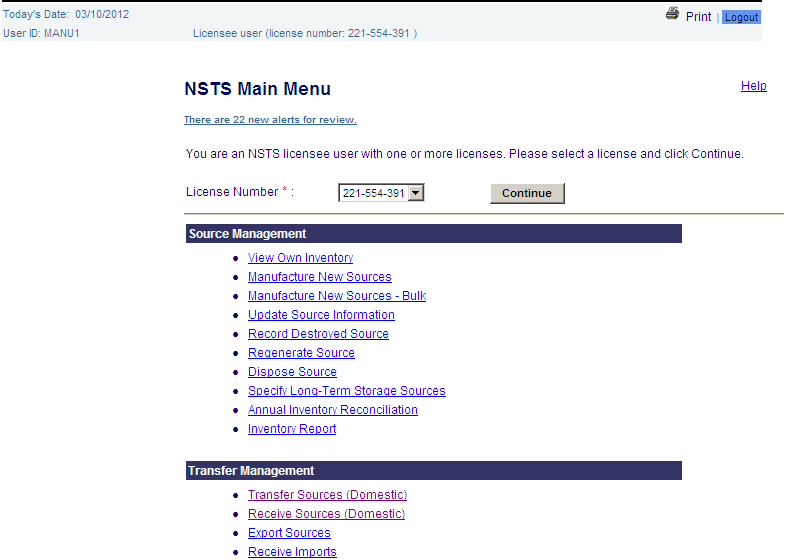 Today's Date: 03/10/2012 Print | Logout
User ID: MANU1 Licensee user (license number: 221-554-391 )
NSTS Main Menu Help
There are 22 new alerts for review.
You are an NSTS licensee user with one or more licenses. Please select a license and click Continue.
License Number * : 221-554-391 Continue
Source Management
View Own Inventory
Manufacture New Sources
Manufacture New Sources - Bulk
Update Source Information
Record Destroyed Source
Regenerate Source
Dispose Source
Specify Long-Term Storage Sources
Annual Inventory Reconciliation
Inventory Report
Transfer Management
Transfer Sources (Domestic)
Receive Sources (Domestic)
Export Sources
Receive Imports